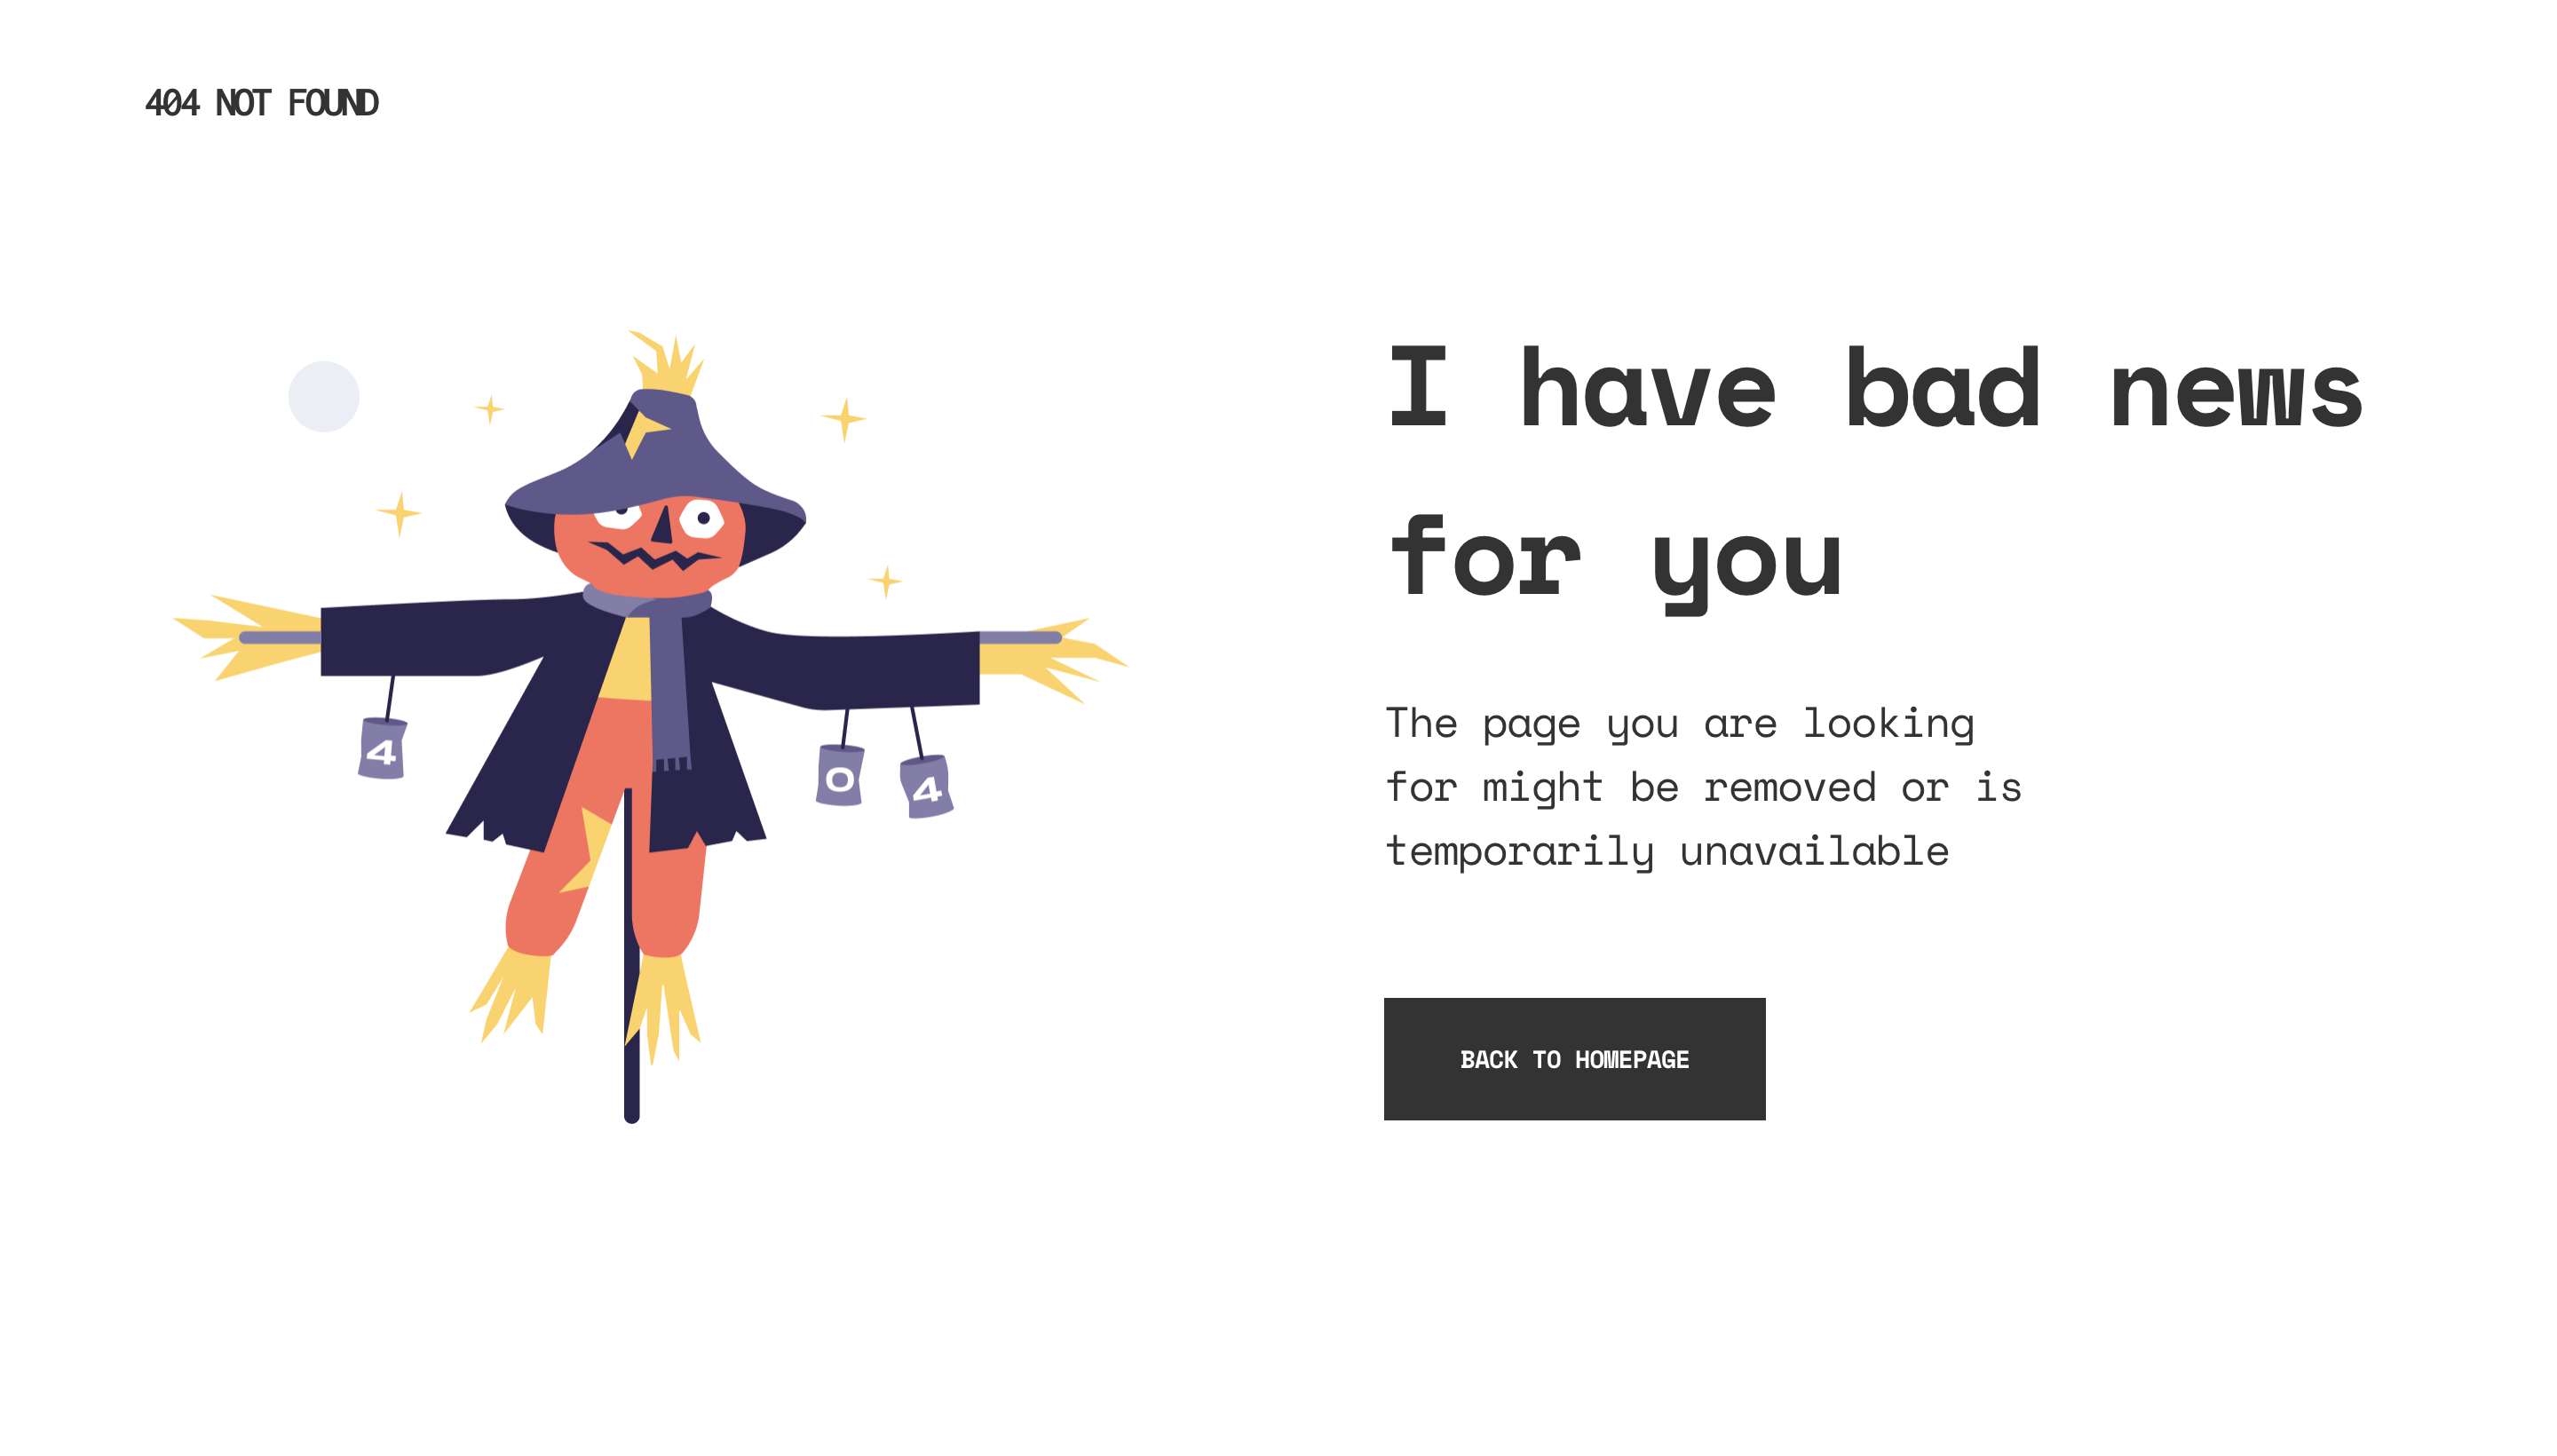 404 NOT FOUND
I have bad news
for you
4
0
4
The page you are looking
for might be removed or is
temporarily unavailable
BACK TO HOMEPAGE